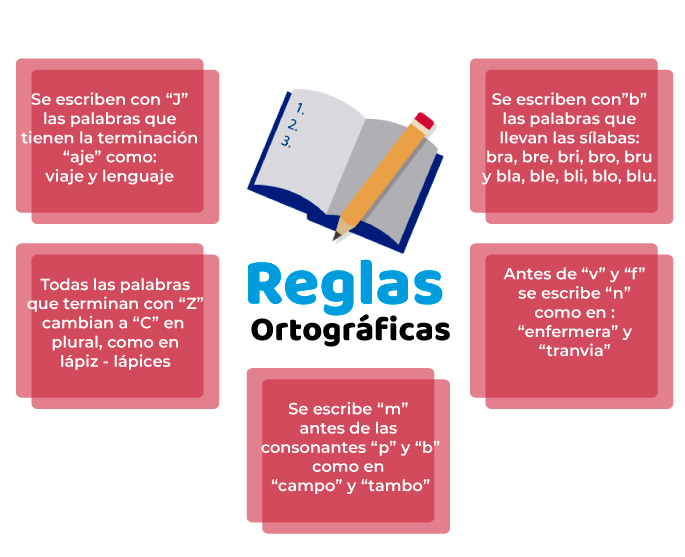 Se escriben con “J”
las palabras que
tienen la terminación
“aje” como:
viaje y lenguaje
1.
2.
3.
Se escriben con”b”
las palabras que
llevan las sílabas:
bra, bre, bri, bro, bru
y bla, ble, bli, blo, blu.
Reglas
Ortográficas
Todas las palabras
que terminan con “Z”
cambian a “C” en
plural, como en
lápiz - lápices
Antes de “v” y “f”
se escribe “n”
como en :
“enfermera” y
“tranvia”
Se escribe “m”
antes de las
consonantes “p” y “b”
como en
“campo” y “tambo”